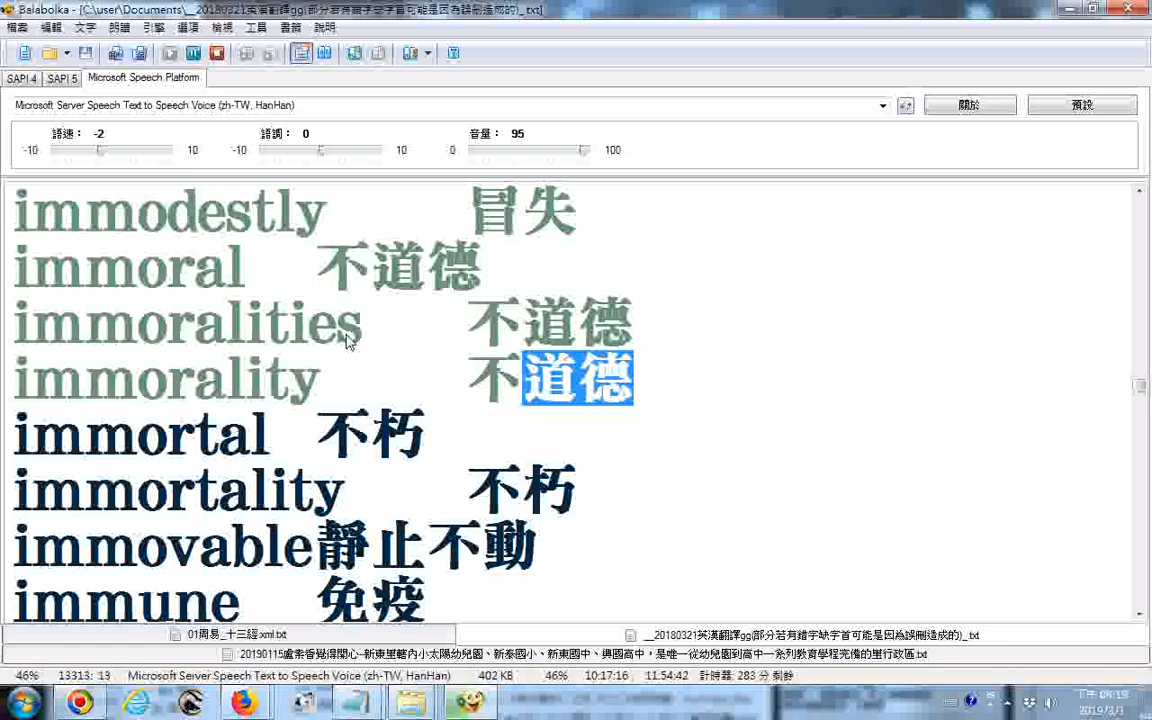 Balabolka - [C:\user\Documents\__20180321英漢翻譯gg(部分若有錯字缺字首可能是因為誤刪造成的)_.txt]
檔案 編輯 文字 朗讀 引擎 選項 檢視 工具 書籤 說明
SAPI 4 SAPI 5 Microsoft Speech Platform
Microsoft Server Speech Text to Speech Voice (zh-TW, HanHan) 關於 預設
語速： -2 語調： 0 音量： 95
-10 10 -10 10 0 100
immodestly 冒失
immoral 不道德
immoralities 不道德
immorality 不道德
immortal 不朽
immortality 不朽
immovable靜止不動
immune 免疫
01周易_十三經.xml.txt __20180321英漢翻譯gg(部分若有錯字缺字首可能是因為誤刪造成的)_.txt
20190115盧素香覺得開心-新東里轄內小太陽幼兒園、新泰國小、新東國中、興國高中，是唯一從幼兒園到高中一系列教育學程完備的里行政區.txt
46% 13313: 13 Microsoft Server Speech Text to Speech Voice (zh-TW, HanHan) 402 KB 46% 10:17:16 11:54:42 計時器: 283 分 剩餘
2019/3/1